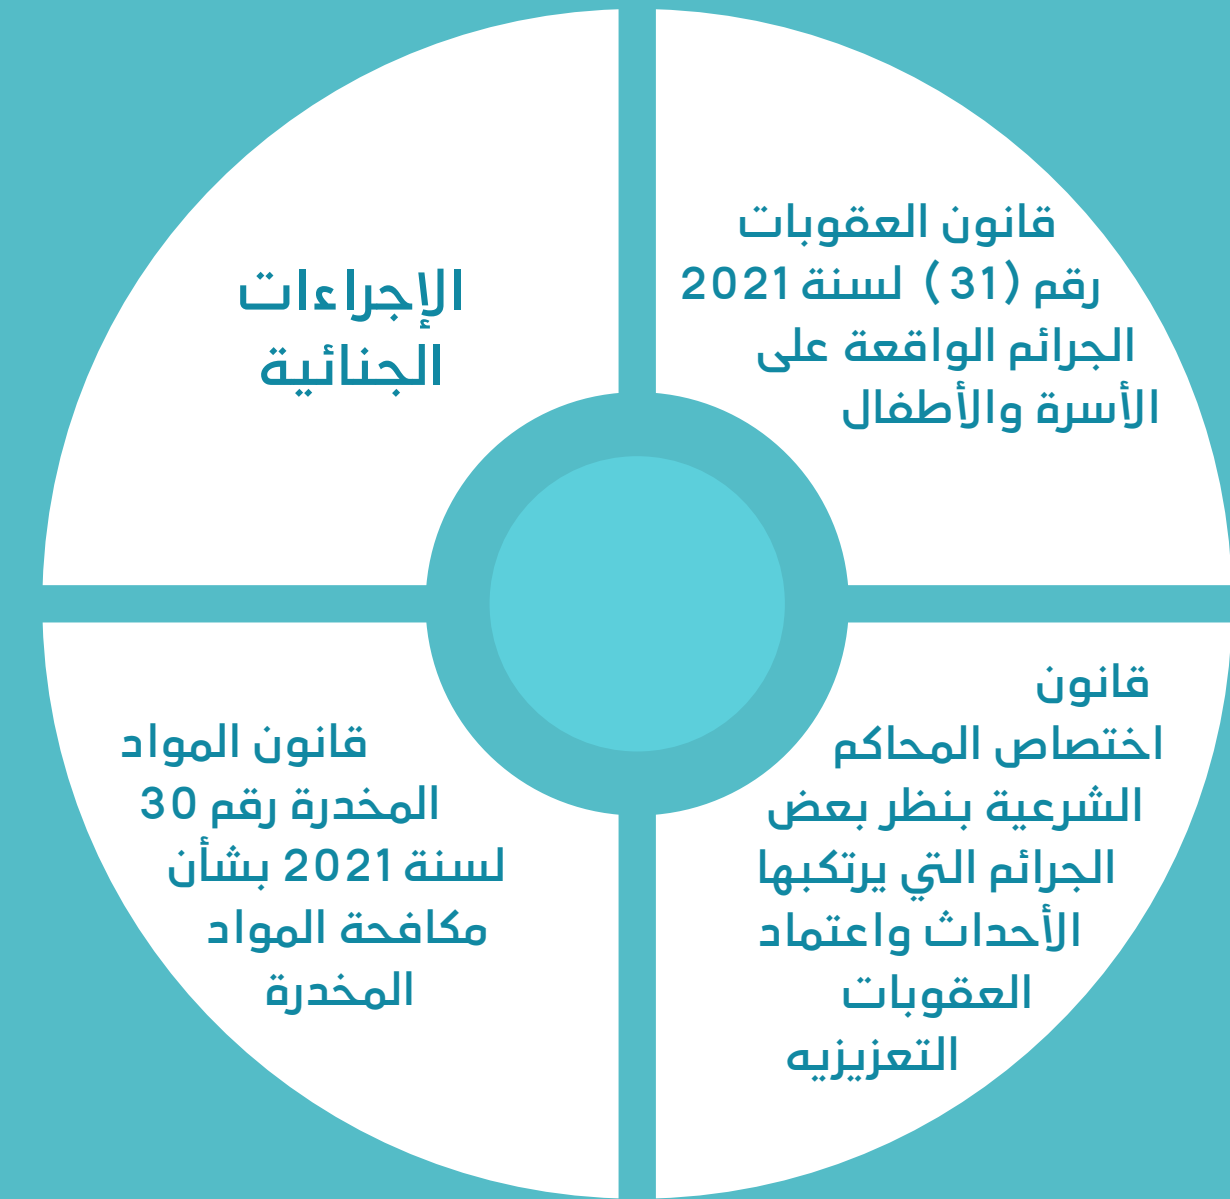 قانون العقوبات
رقم (31) لسنة 2021
الجرائم الواقعة على
الأسرة والأطفال
الإجراءات
الجنائية
قانون
اختصاص المحاكم
الشرعية بنظر بعض
الجرائم التي يرتكبها
الأحداث واعتماد
العقوبات
التعزيزيه
قانون المواد
المخدرة رقم 30
لسنة 2021 بشأن
مكافحة المواد
المخدرة